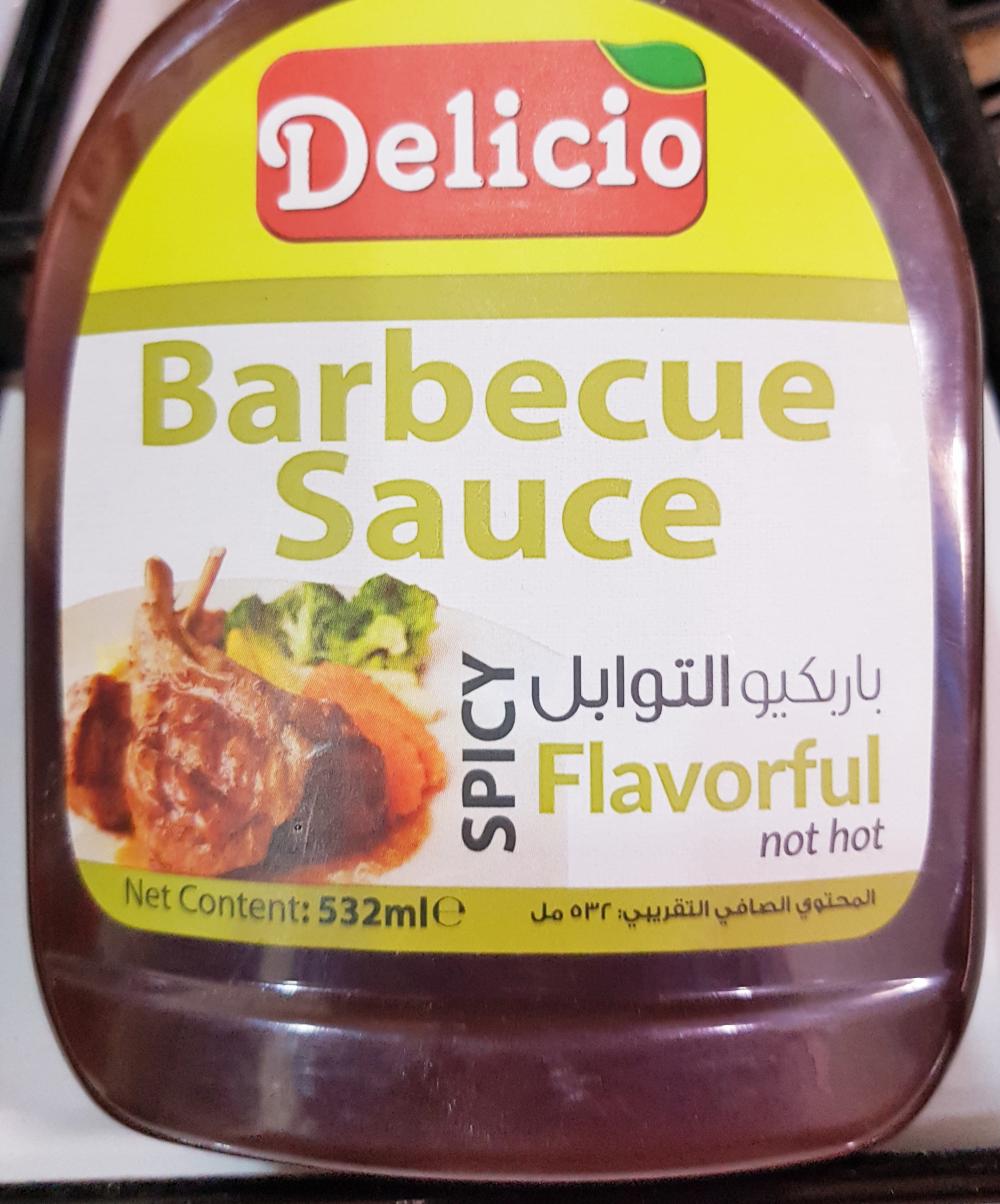 Delicio
Barbecue
Sauce
SPICY
باربكيو التوابل
Flavorful
not hot
Net Content: 532ml℮
المحتوي الصافي التقريبي: ٥٣٢ مل